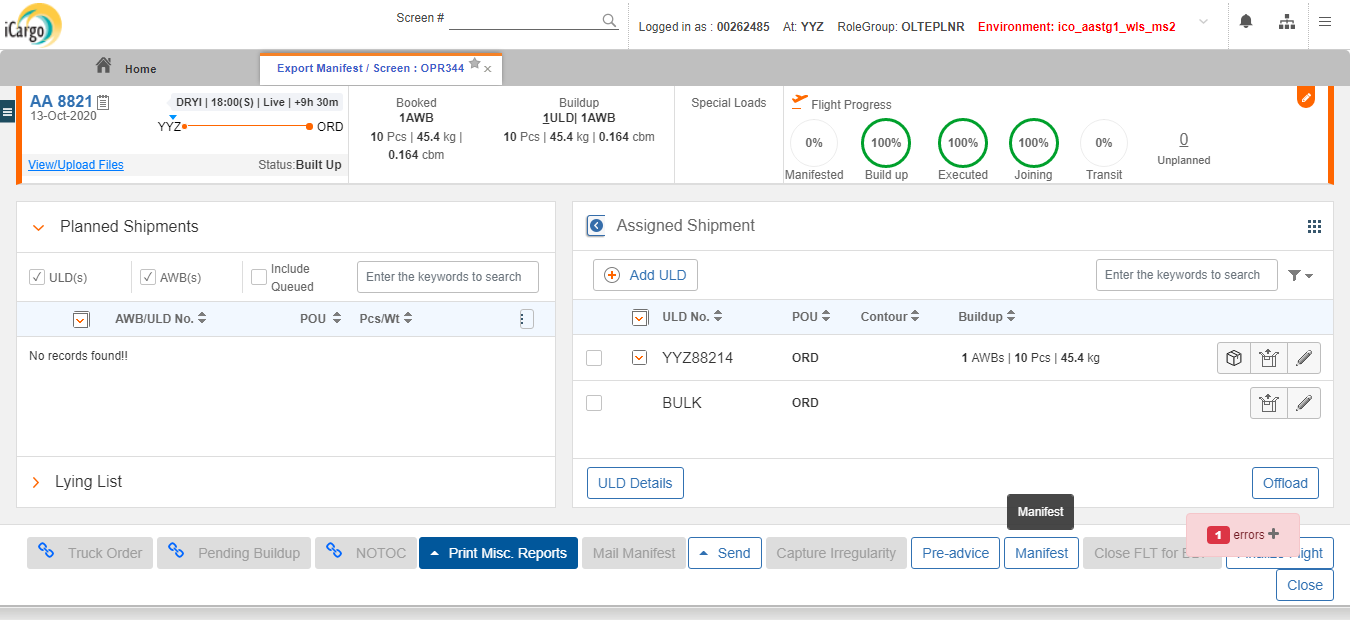 iCargo
Screen #
Logged in as : 00262485 At: YYZ RoleGroup: OLTEPLNR Environment: ico_aastg1_wls_ms2
Home
Export Manifest / Screen : OPR344
AA 8821
13-Oct-2020
DRYI | 18:00(S) | Live | +9h 30m
YYZ ORD
View/Upload Files
Status:Built Up
Booked
1AWB
10 Pcs | 45.4 kg |
0.164 cbm
Buildup
1ULD| 1AWB
10 Pcs | 45.4 kg | 0.164 cbm
Special Loads
Flight Progress
0% 100% 100% 100% 0% 0
Manifested Build up Executed Joining Transit Unplanned
Planned Shipments
ULD(s) AWB(s) Include Queued
Enter the keywords to search
AWB/ULD No. POU Pcs/Wt
No records found!!
Lying List
Assigned Shipment
Add ULD
Enter the keywords to search
ULD No. POU Contour Buildup
YYZ88214 ORD 1 AWBs | 10 Pcs | 45.4 kg
BULK ORD
ULD Details
Offload
Manifest
1 errors
Truck Order Pending Buildup NOTOC Print Misc. Reports Mail Manifest Send Capture Irregularity Pre-advice Manifest Close FLT for Flight
Close